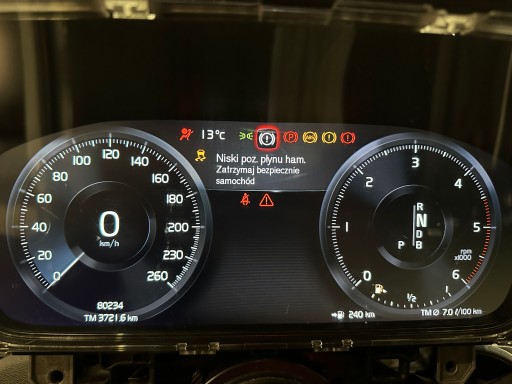 13°C
P
ABS
Niski poz. płynu ham.
Zatrzymaj bezpiecznie
samochód
0
20
40
60
80
100
120
140
160
180
200
230
260
0
km/h
80234
TM 3721.6 km
0
1
2
3
4
5
6
rpm
x1000
R
N
D
B
P
1/2
240 km
TM Ø 7.0 l/100 km